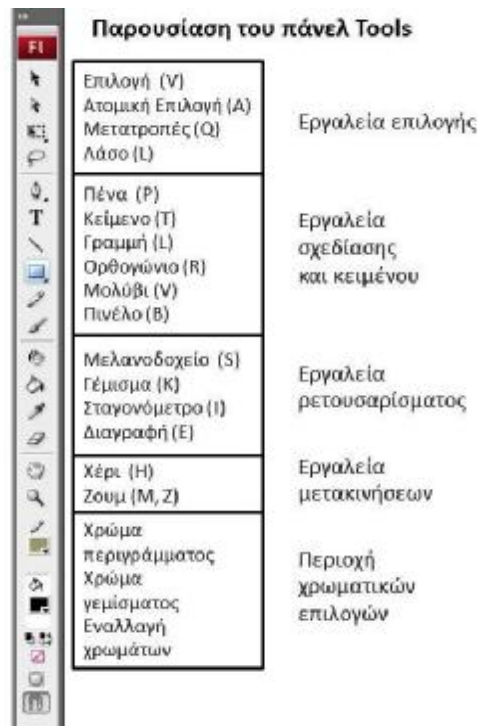 Παρουσίαση του πάνελ Tools
Fl
T
Επιλογή (V)
Ατομική Επιλογή (A)
Μετατροπές (Q)
Λάσο (L)
Εργαλεία επιλογής
Πένα (P)
Κείμενο (T)
Γραμμή (L)
Ορθογώνιο (R)
Μολύβι (V)
Πινέλο (B)
Εργαλεία
σχεδίασης
και κειμένου
Μελανοδοχείο (S)
Γέμισμα (K)
Σταγονόμετρο (I)
Διαγραφή (E)
Εργαλεία
ρετουσαρίσματος
Χέρι (H)
Ζουμ (M, Z)
Εργαλεία
μετακινήσεων
Χρώμα
περιγράμματος
Χρώμα
γεμίσματος
Εναλλαγή
χρωμάτων
Περιοχή
χρωματικών
επιλογών